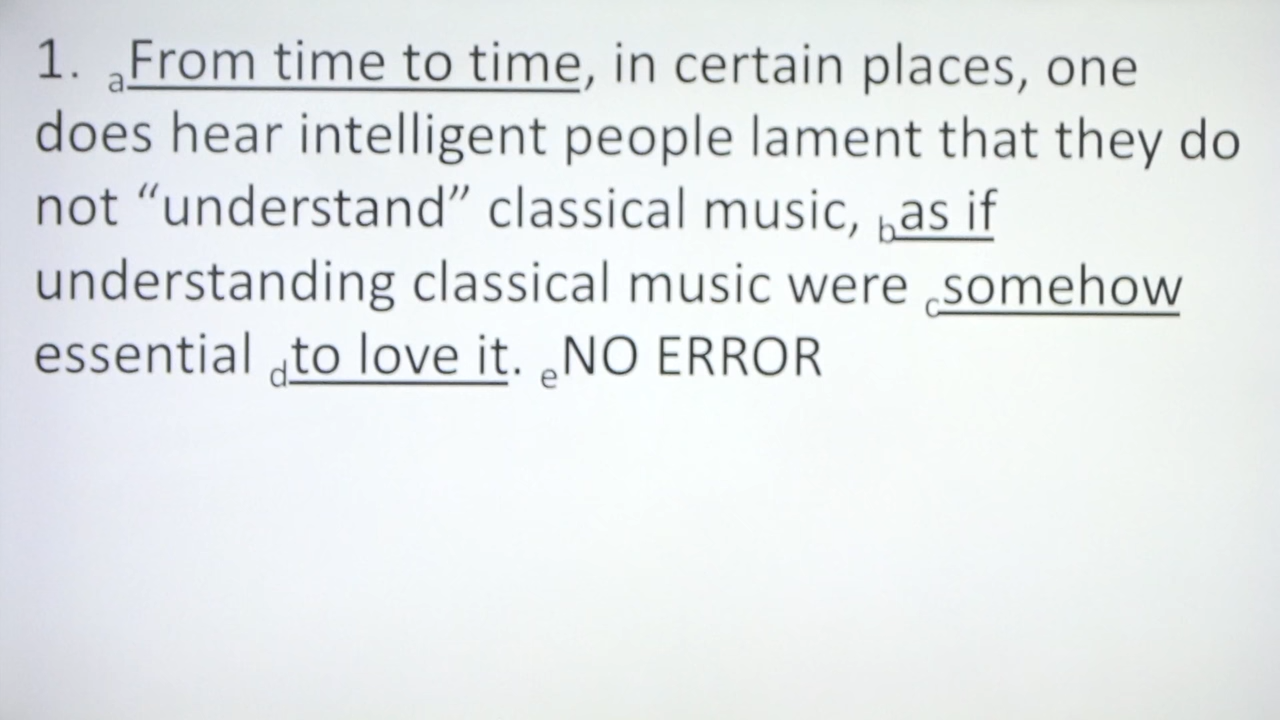 1. aFrom time to time, in certain places, one
does hear intelligent people lament that they do
not “understand” classical music, bas if
understanding classical music were csomehow
essential dto love it. eNO ERROR